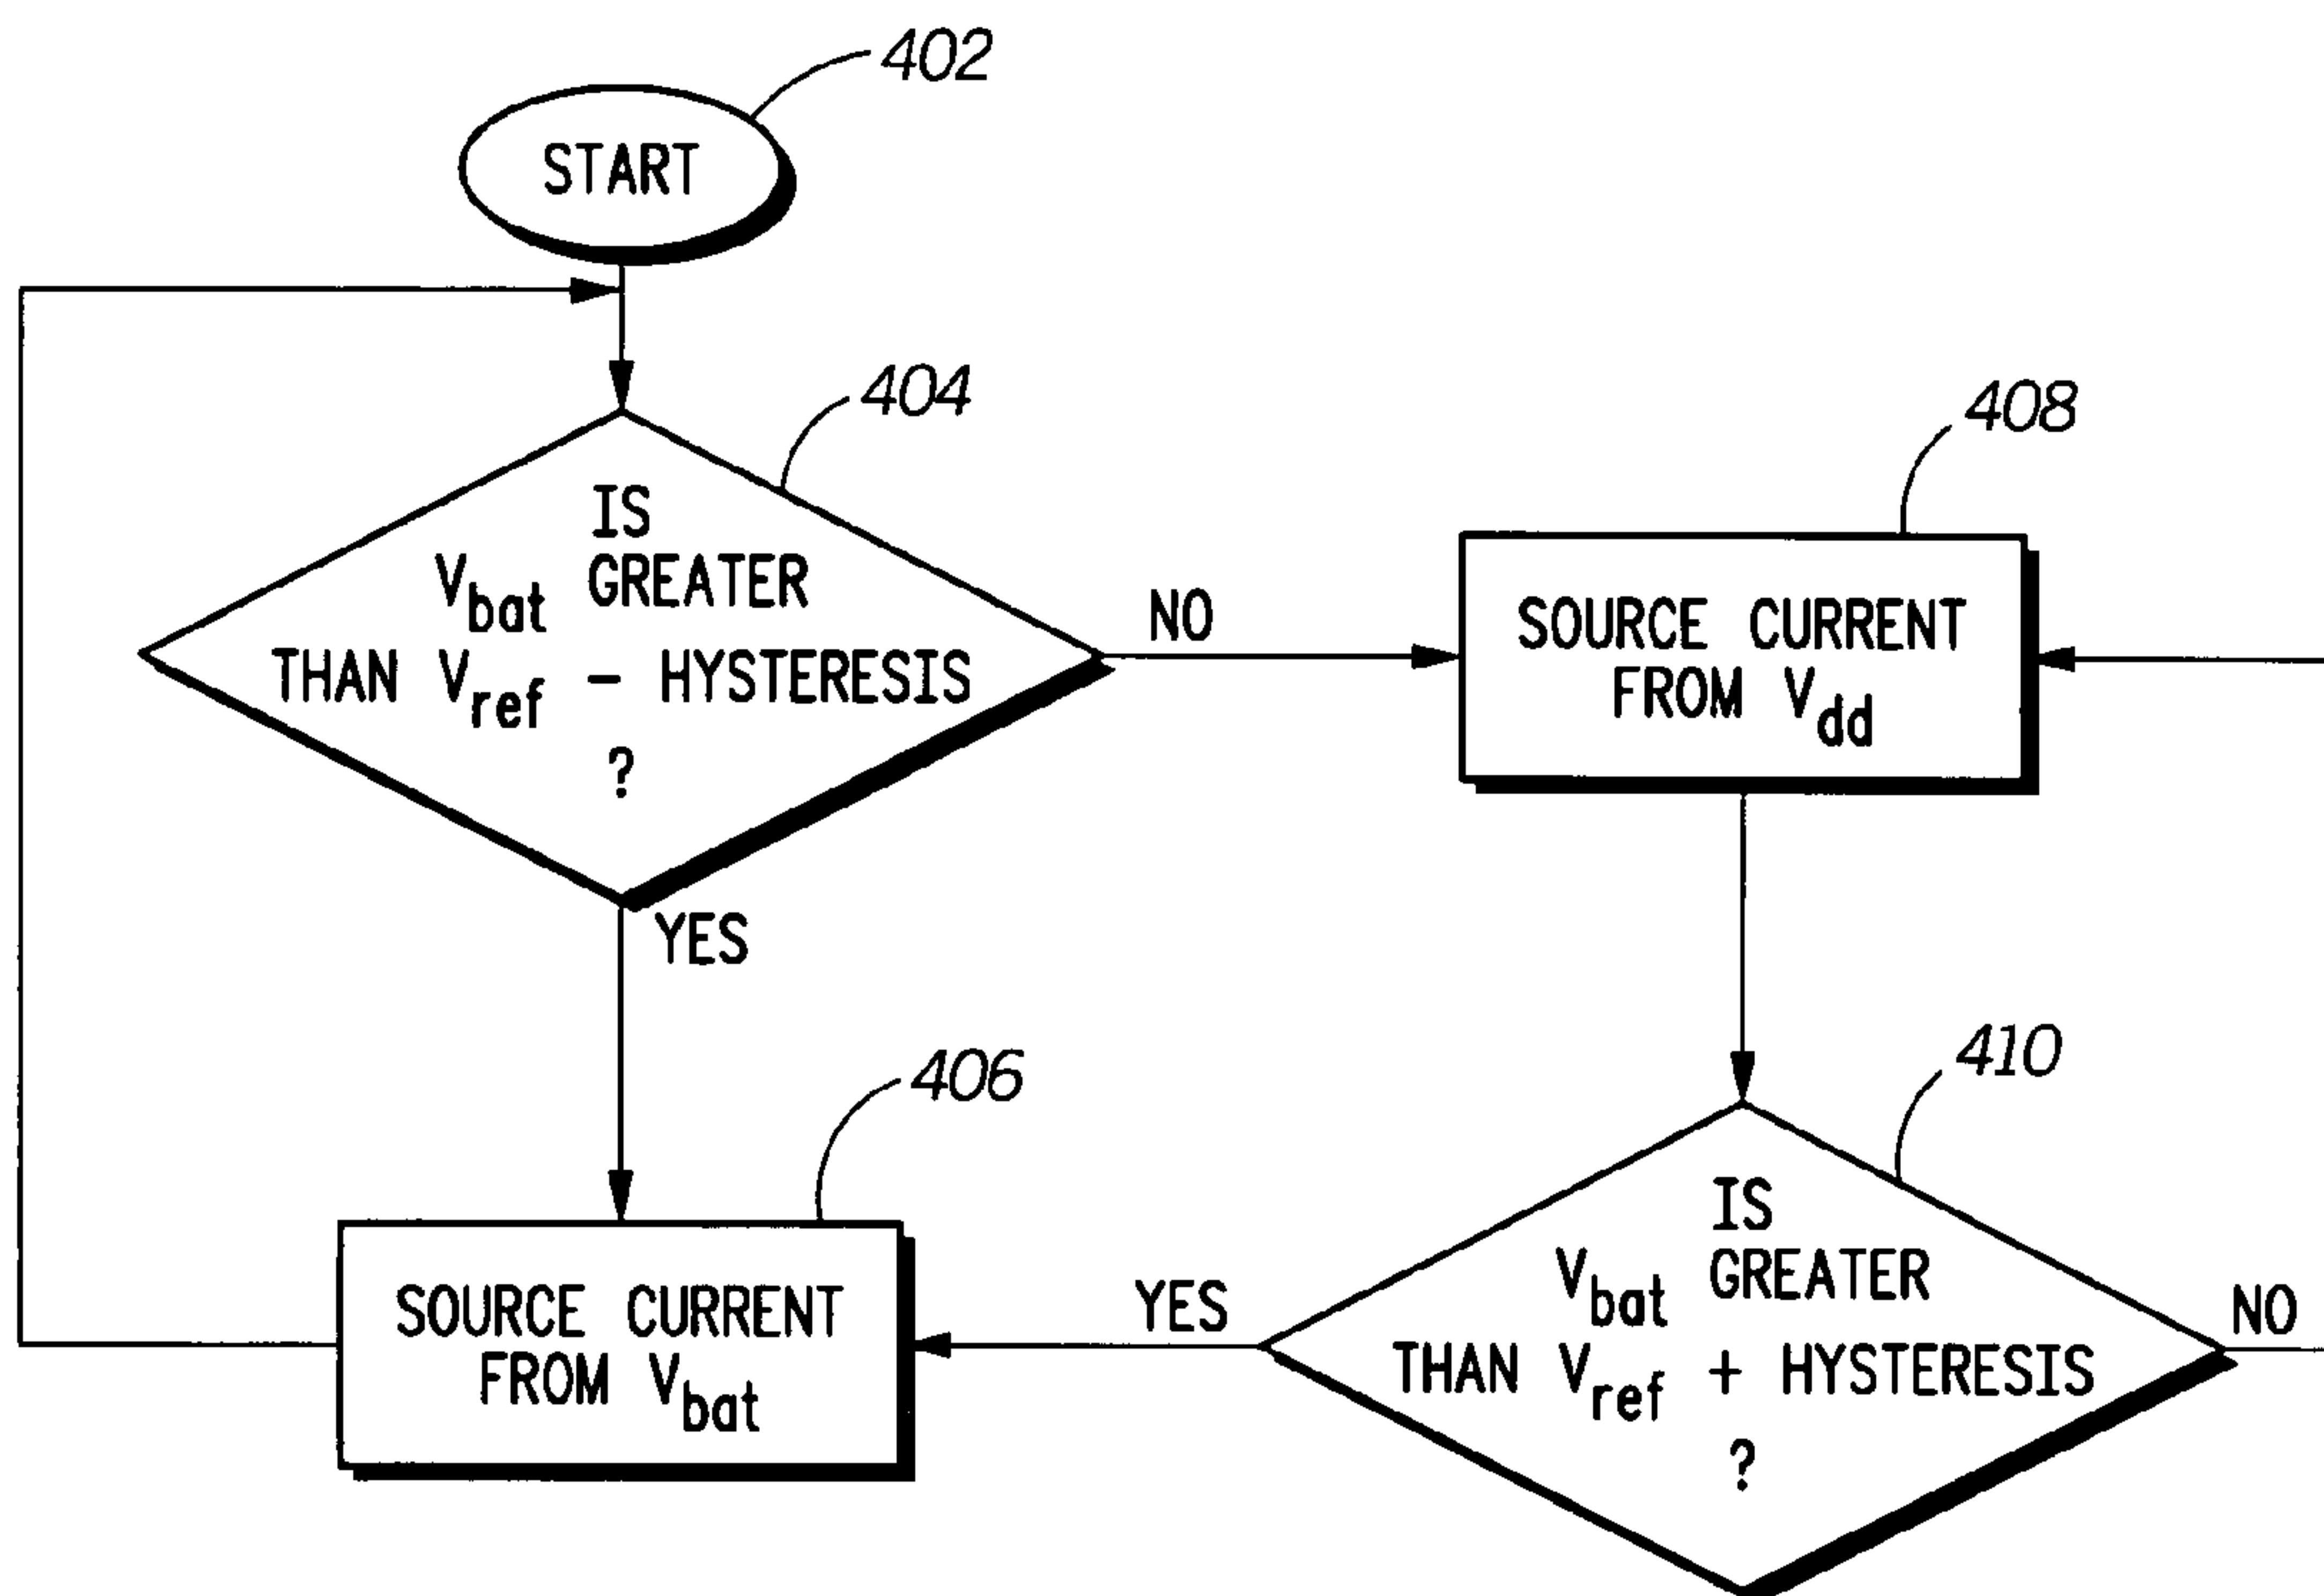 402
START
404
IS
Vbat GREATER
THAN Vref - HYSTERESIS
?
NO
YES
408
SOURCE CURRENT
FROM Vdd
406
SOURCE CURRENT
FROM Vbat
410
IS
Vbat GREATER
THAN Vref + HYSTERESIS
?
YES
NO